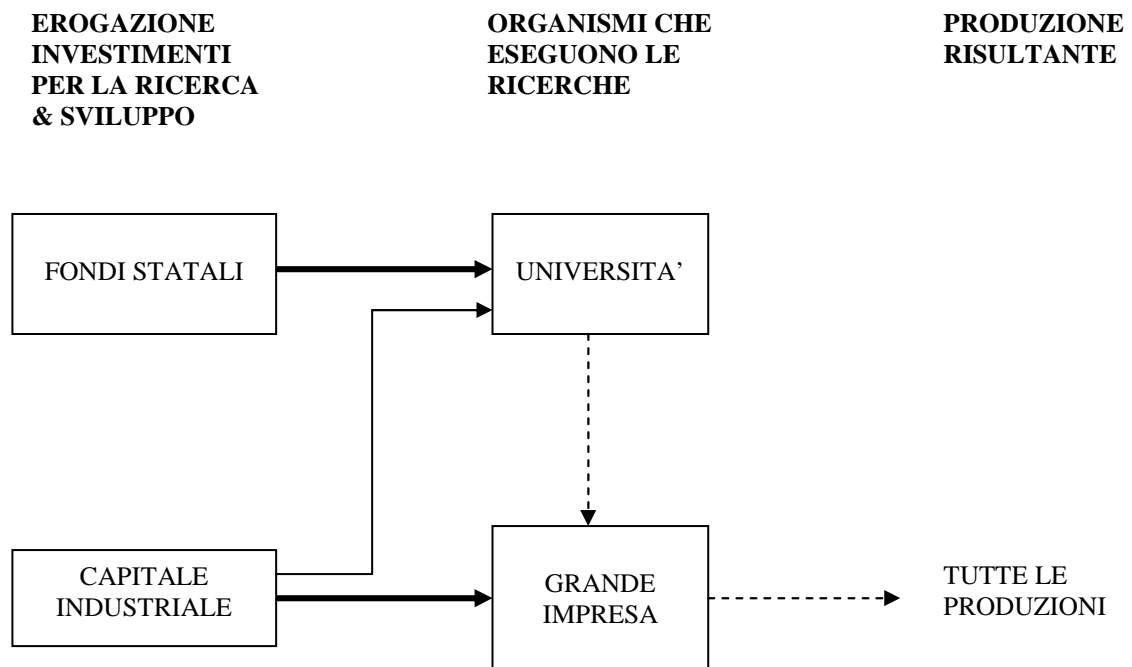 EROGAZIONE
INVESTIMENTI
PER LA RICERCA
& SVILUPPO
ORGANISMI CHE
ESEGUONO LE
RICERCHE
PRODUZIONE
RISULTANTE
FONDI STATALI
UNIVERSITA’
CAPITALE
INDUSTRIALE
GRANDE
IMPRESA
TUTTE LE
PRODUZIONI